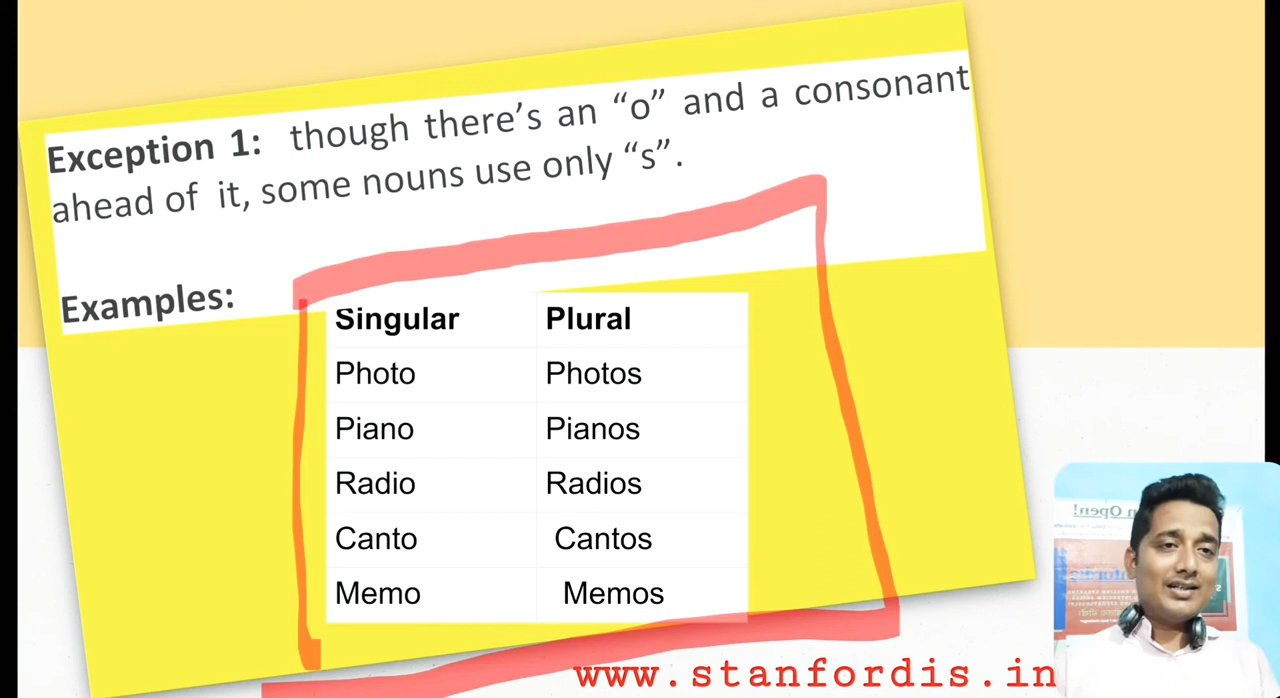 Exception 1: though there's an “o” and a consonant
ahead of it, some nouns use only “s”.
Examples:
Singular Plural
Photo Photos
Piano Pianos
Radio Radios
Canto Cantos
Memo Memos
Open!
www.stanfordis.in